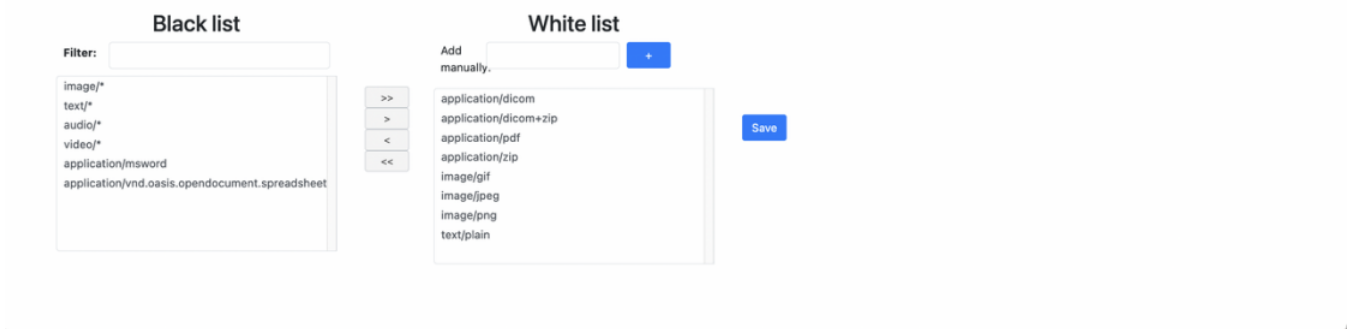 Black list
Filter:
image/*
text/*
audio/*
video/*
application/msword
application/vnd.oasis.opendocument.spreadsheet
>>
>
<
<<
White list
Add
manually:
+
application/dicom
application/dicom+zip
application/pdf
application/zip
image/gif
image/jpeg
image/png
text/plain
Save